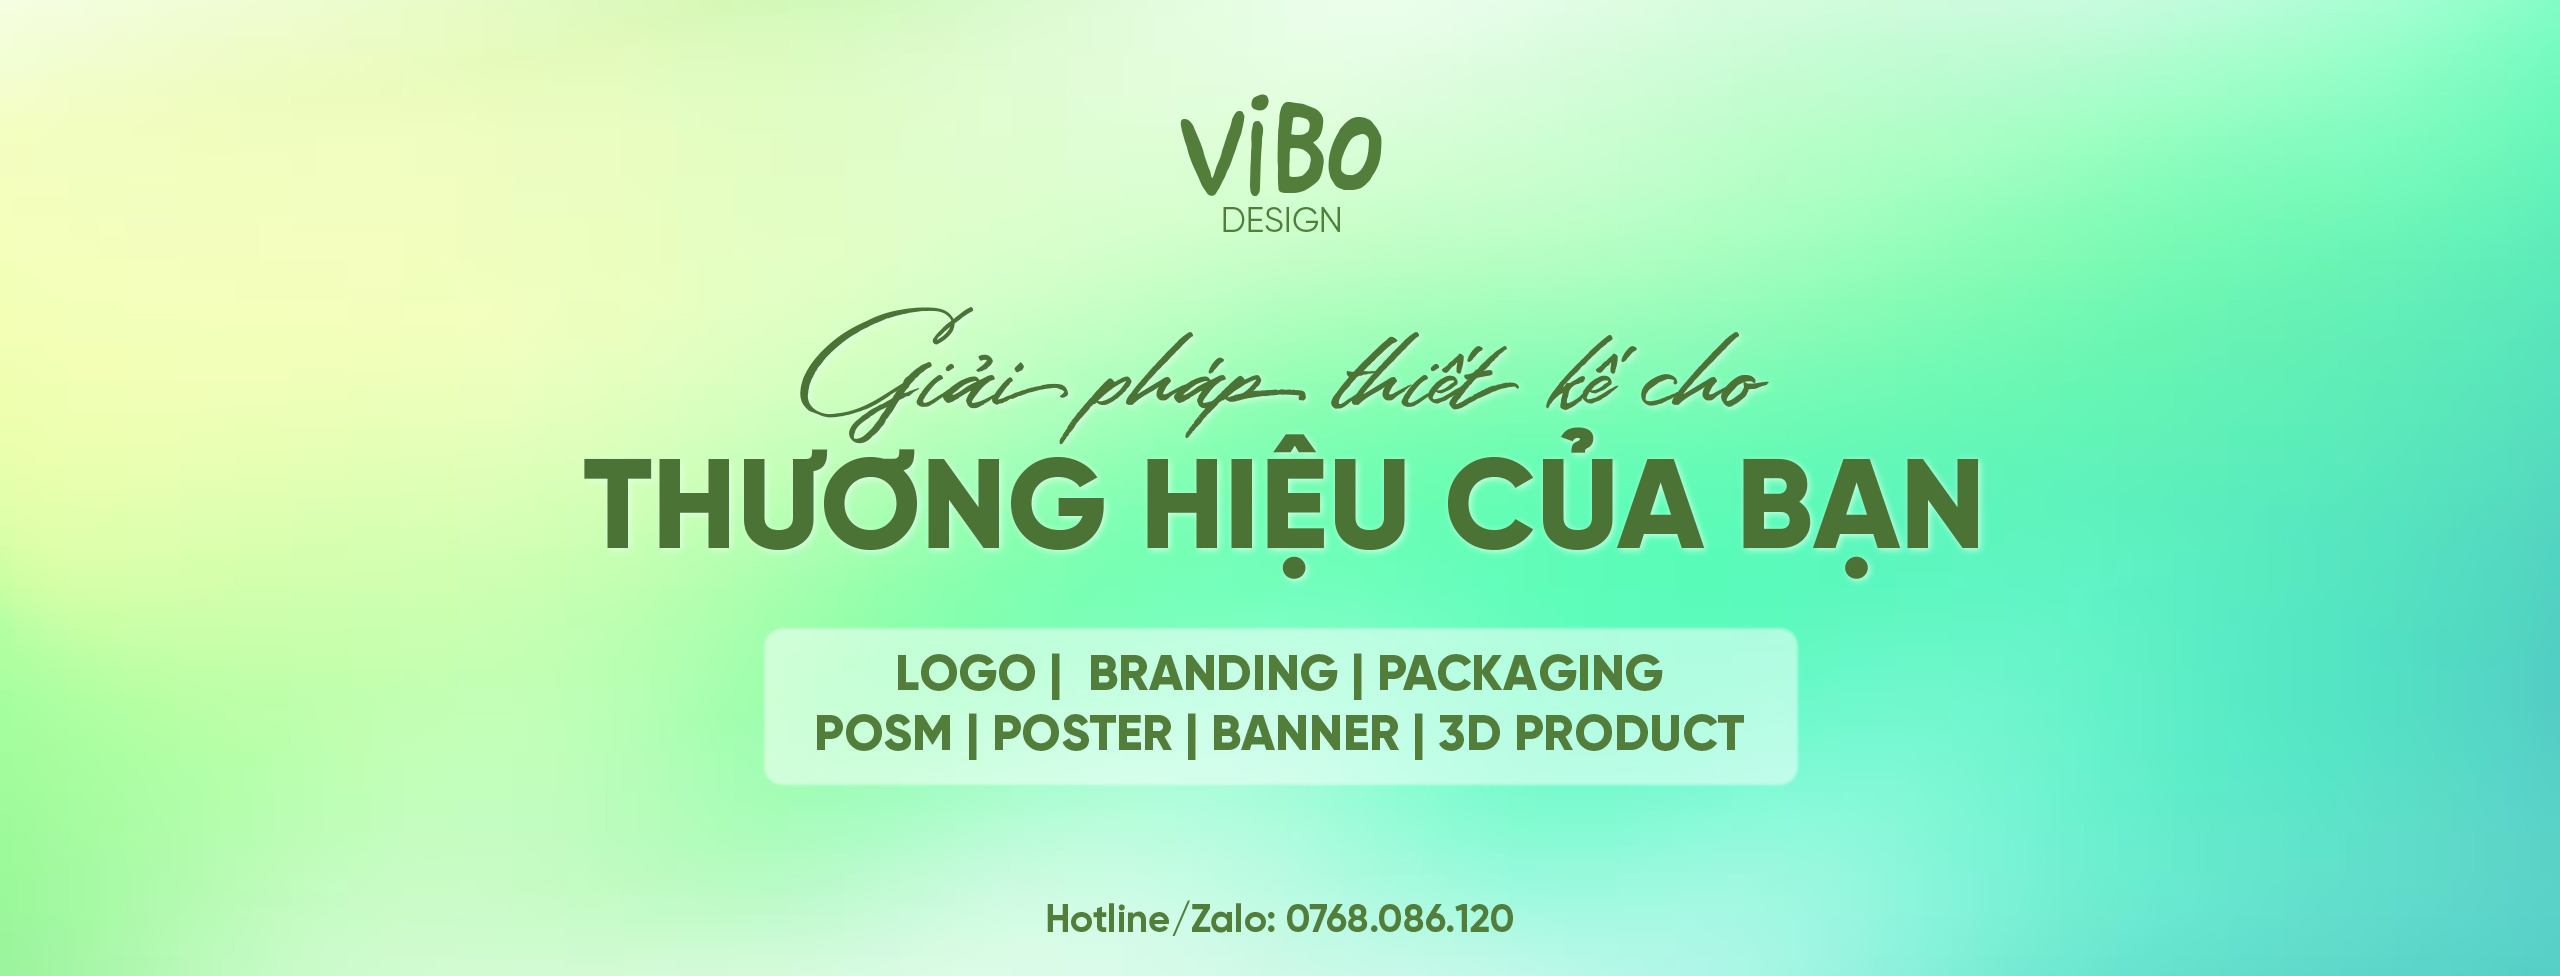 ViBO
DESIGN
Giải pháp thiết kế cho
THƯƠNG HIỆU CỦA BẠN
LOGO | BRANDING | PACKAGING
POSM | POSTER | BANNER | 3D PRODUCT
Hotline/Zalo: 0768.086.120